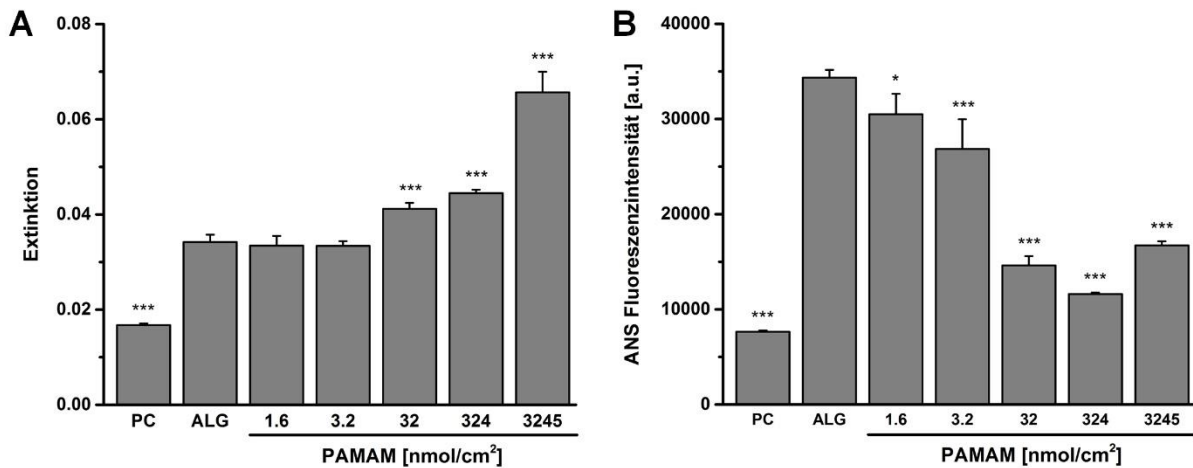 A
Extinktion
0.08
0.06
0.04
0.02
0.00
***
***
***
***
PC ALG 1.6 3.2 32 324 3245
PAMAM [nmol/cm²]
B
ANS Fluoreszenzintensität [a.u.]
40000
30000
20000
10000
0
***
*
***
***
***
***
PC ALG 1.6 3.2 32 324 3245
PAMAM [nmol/cm²]